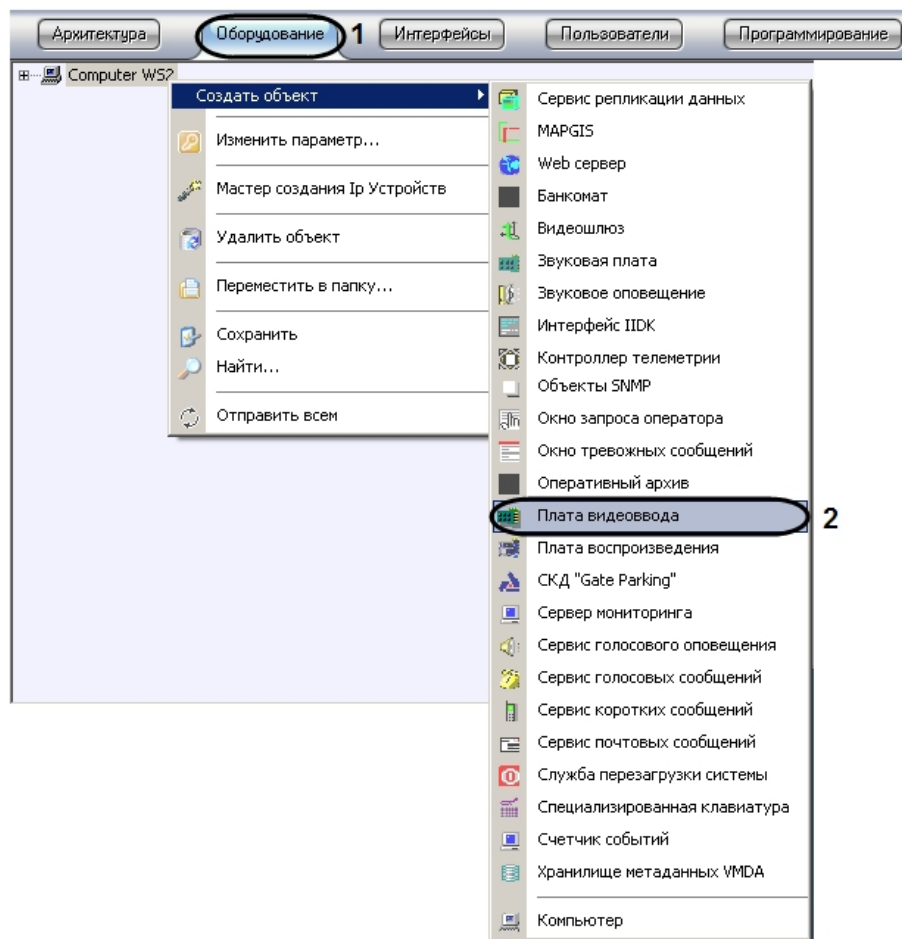 Архитектура Оборудование 1 Интерфейсы Пользователи Программирование
Computer WS2
Создать объект
Изменить параметр...
Мастер создания Ip Устройств
Удалить объект
Переместить в папку...
Сохранить
Найти...
Отправить всем
Сервис репликации данных
MAPGIS
Web сервер
Банкомат
Видеошлюз
Звуковая плата
Звуковое оповещение
Интерфейс IIDK
Контроллер телеметрии
Объекты SNMP
Окно запроса оператора
Окно тревожных сообщений
Оперативный архив
Плата видеоввода 2
Плата воспроизведения
СКД "Gate Parking"
Сервер мониторинга
Сервис голосового оповещения
Сервис голосовых сообщений
Сервис коротких сообщений
Сервис почтовых сообщений
Служба перезагрузки системы
Специализированная клавиатура
Счетчик событий
Хранилище метаданных VMDA
Компьютер